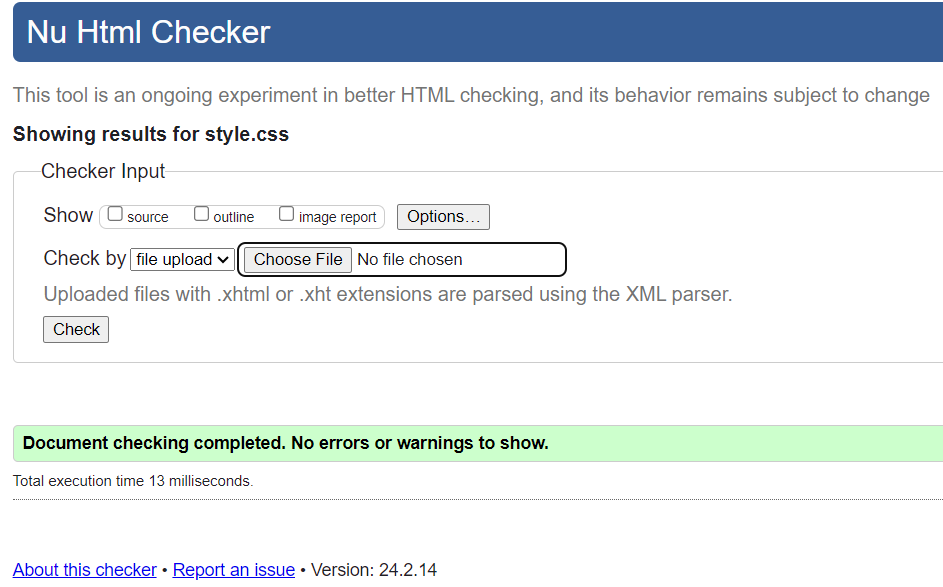 Nu Html Checker
This tool is an ongoing experiment in better HTML checking, and its behavior remains subject to change
Showing results for style.css
Checker Input
Show source outline image report Options...
Check by file upload Choose File No file chosen
Uploaded files with .xhtml or .xht extensions are parsed using the XML parser.
Check
Document checking completed. No errors or warnings to show.
Total execution time 13 milliseconds.
About this checker • Report an issue • Version: 24.2.14